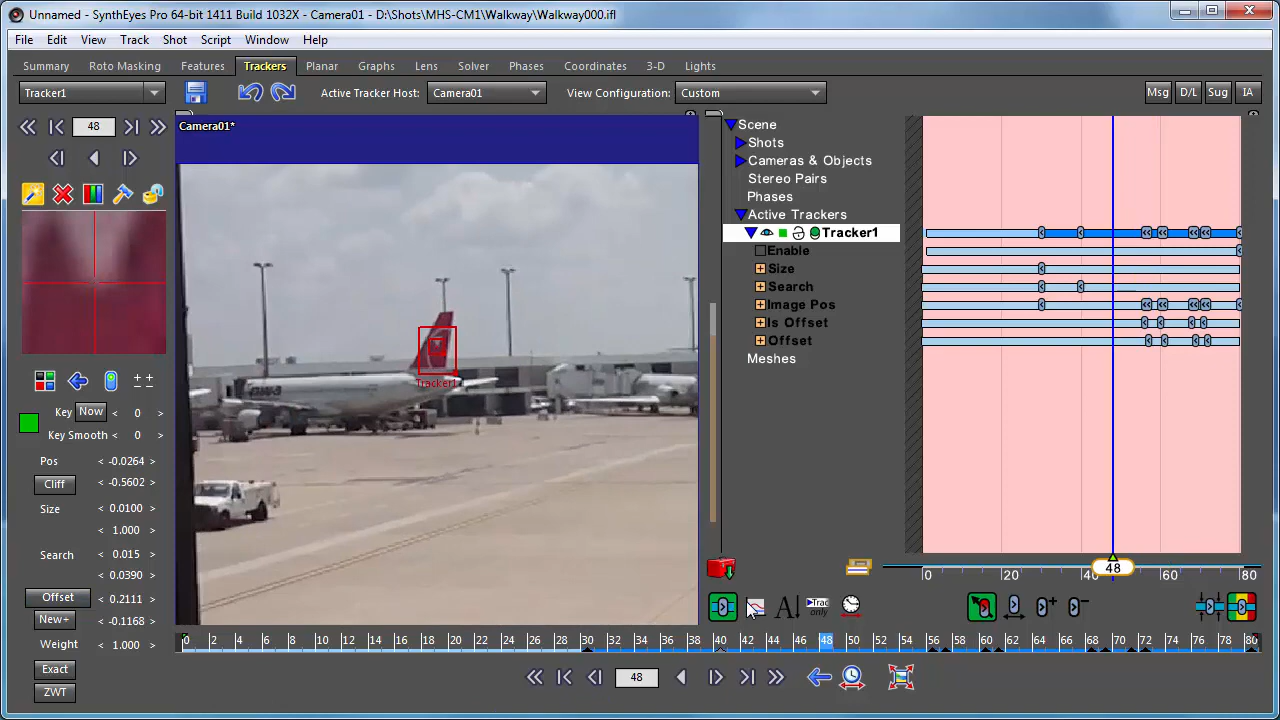 Unnamed - SynthEyes Pro 64-bit 1411 Build 1032X - Camera01 - D:\Shots\MHS-CM1\Walkway\Walkway000.ifl
File Edit View Track Shot Script Window Help
Summary Roto Masking Features Trackers Planar Graphs Lens Solver Phases Coordinates 3-D Lights
Tracker1 Active Tracker Host: Camera01 View Configuration: Custom Msg D/L Sug IA
48
Camera01*
Scene
Shots
Cameras & Objects
Stereo Pairs
Phases
Active Trackers
Tracker1
Enable
Size
Search
Image Pos
Is Offset
Offset
Meshes
Tracker1
Key Now < 0 >
Key Smooth < 0 >
Pos < -0.0264 >
Cliff < -0.5602 >
Size < 0.0100 >
< 1.000 >
Search < 0.015 >
< 0.0390 >
Offset < 0.2111 >
New+ < -0.1168 >
Weight < 1.000 >
Exact
ZWT
0 20 40 48 60 80
A Trac only
0 2 4 6 8 10 12 14 16 18 20 22 24 26 28 30 32 34 36 38 40 42 44 46 48 50 52 54 56 58 60 62 64 66 68 70 72 74 76 78 80
48